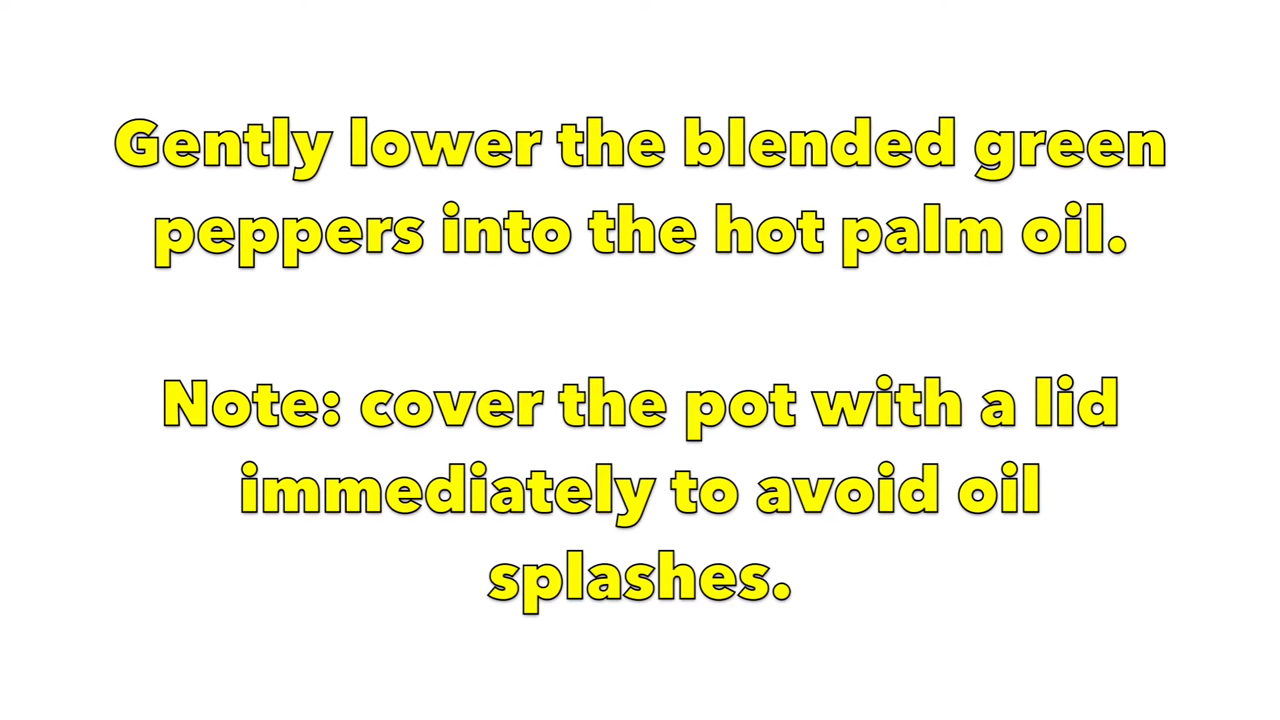 Gently lower the blended green
peppers into the hot palm oil.
Note: cover the pot with a lid
immediately to avoid oil
splashes.